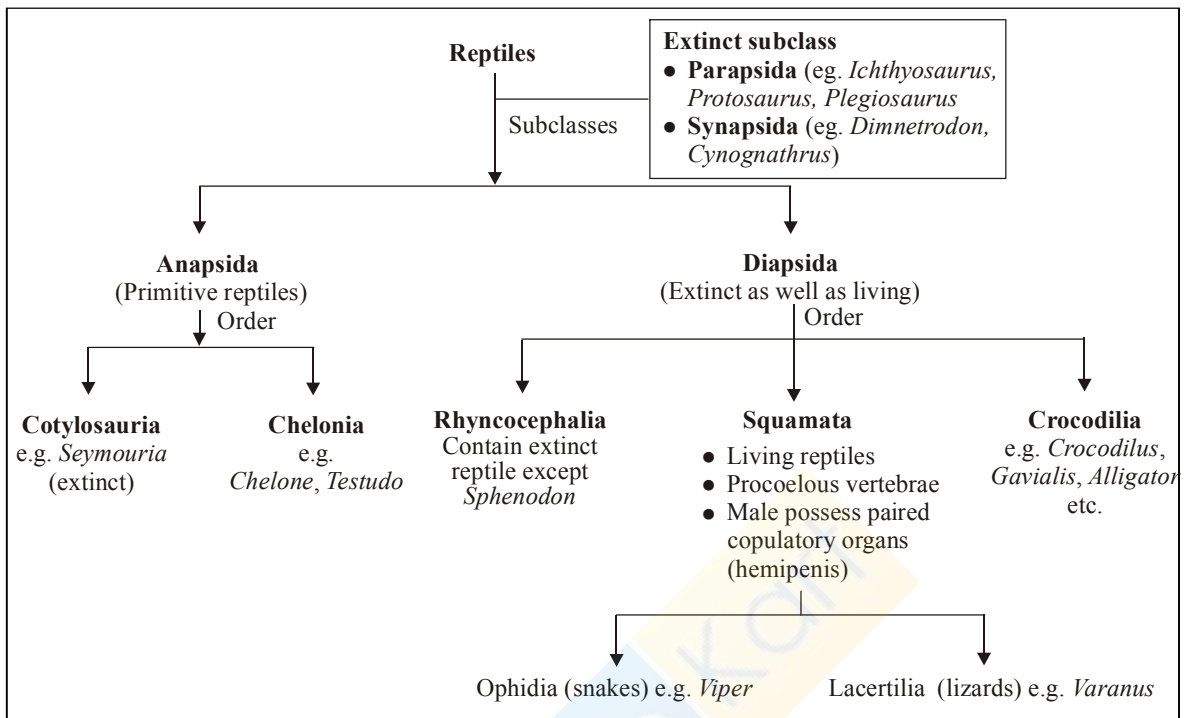 Reptiles
Subclasses
Extinct subclass
● Parapsida (eg. Ichthyosaurus,
Protosaurus, Plegiosaurus
● Synapsida (eg. Dimnetrodon,
Cynognathrus)
Anapsida
(Primitive reptiles)
Order
Diapsida
(Extinct as well as living)
Order
Cotylosauria
e.g. Seymouria
(extinct)
Chelonia
e.g.
Chelone, Testudo
Rhyncocephalia
Contain extinct
reptile except
Sphenodon
Squamata
● Living reptiles
● Procoelous vertebrae
● Male possess paired
copulatory organs
(hemipenis)
Crocodilia
e.g. Crocodilus,
Gavialis, Alligator
etc.
Ophidia (snakes) e.g. Viper
Lacertilia (lizards) e.g. Varanus
Kart